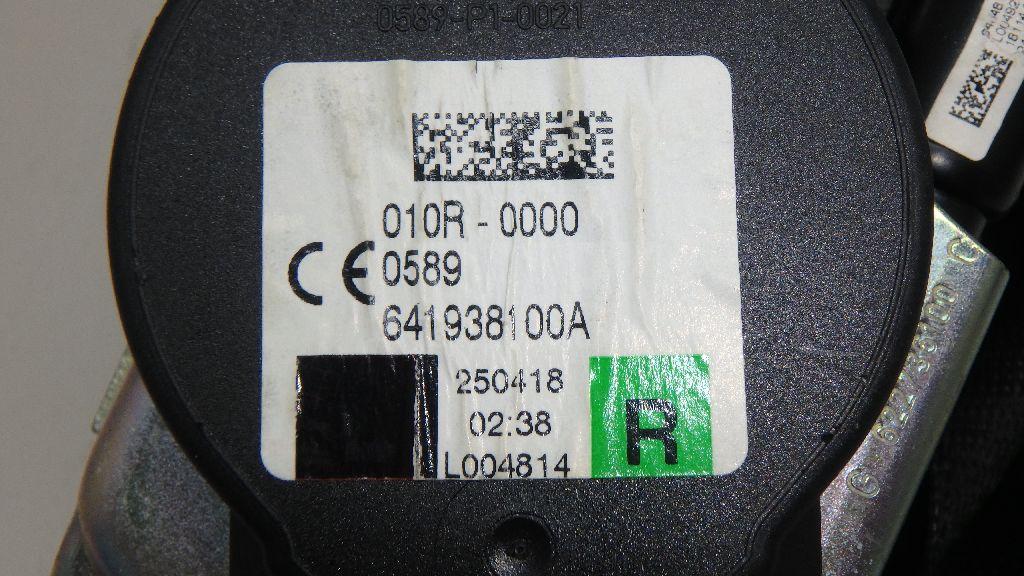 0589-P1-0021
010R - 0000
CE 0589
641938100A
250418
02:38
L004814
R